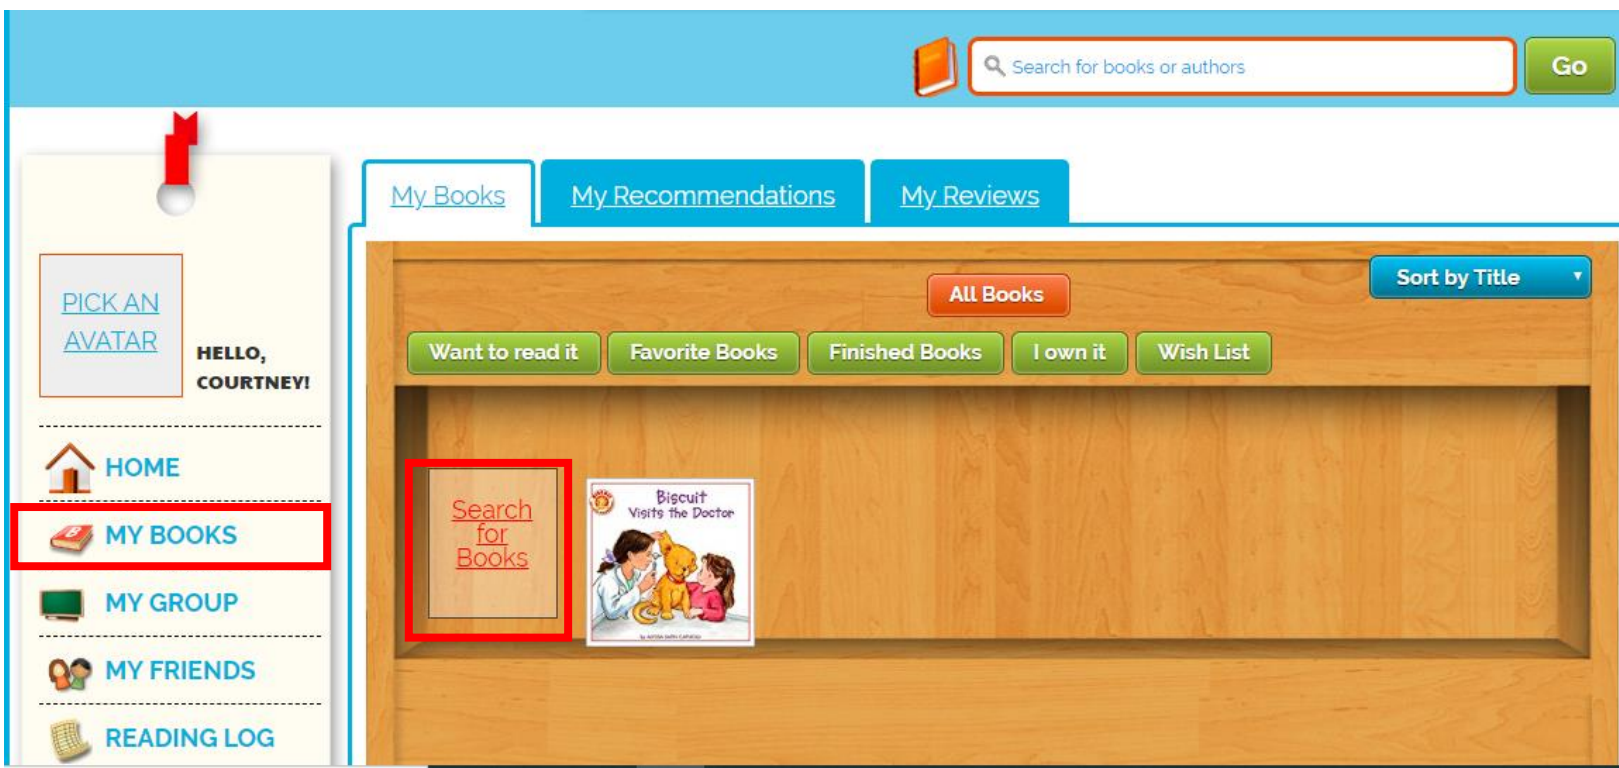 Search for books or authors
Go
My Books
My Recommendations
My Reviews
PICK AN
AVATAR
HELLO,
COURTNEY!
All Books
Sort by Title
Want to read it
Favorite Books
Finished Books
I own it
Wish List
HOME
MY BOOKS
MY GROUP
MY FRIENDS
READING LOG
Search
for
Books
Biscuit
Visits the Doctor